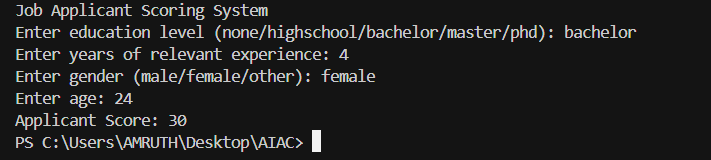 Job Applicant Scoring System
Enter education level (none/highschool/bachelor/master/phd): bachelor
Enter years of relevant experience: 4
Enter gender (male/female/other): female
Enter age: 24
Applicant Score: 30
PS C:\Users\AMRUTH\Desktop\AIAC>